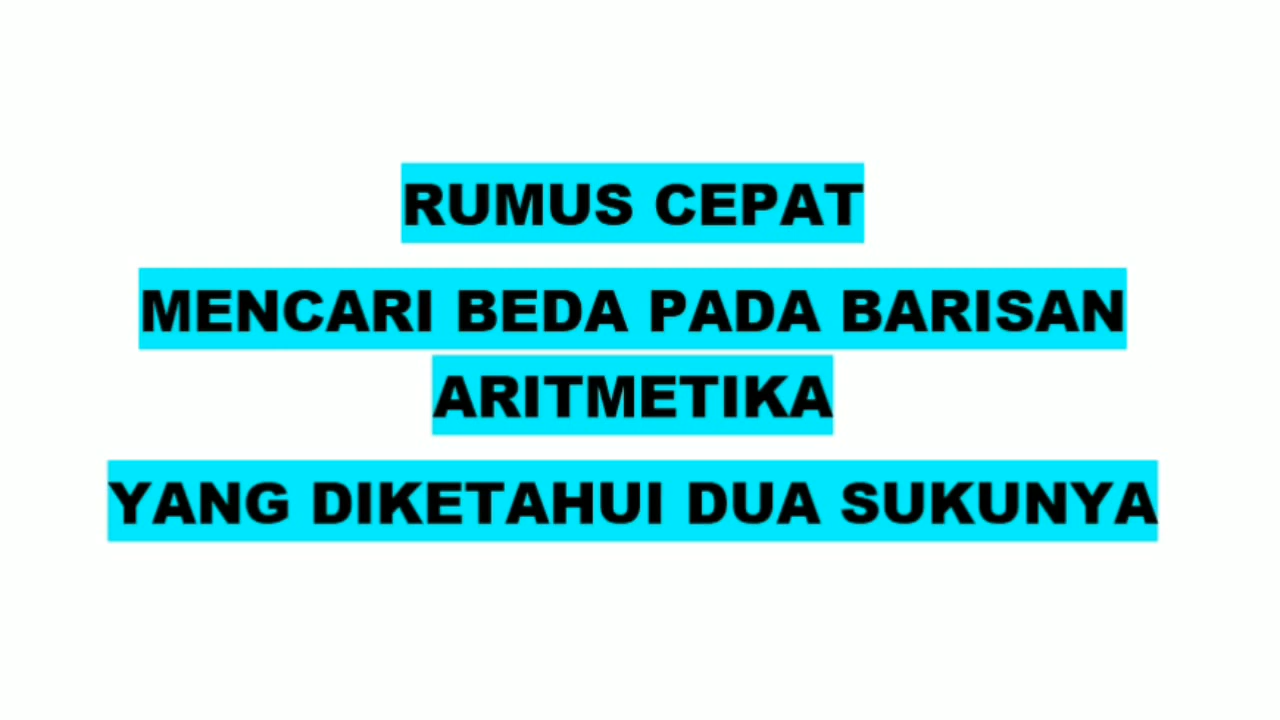 RUMUS CEPAT
MENCARI BEDA PADA BARISAN
ARITMETIKA
YANG DIKETAHUI DUA SUKUNYA